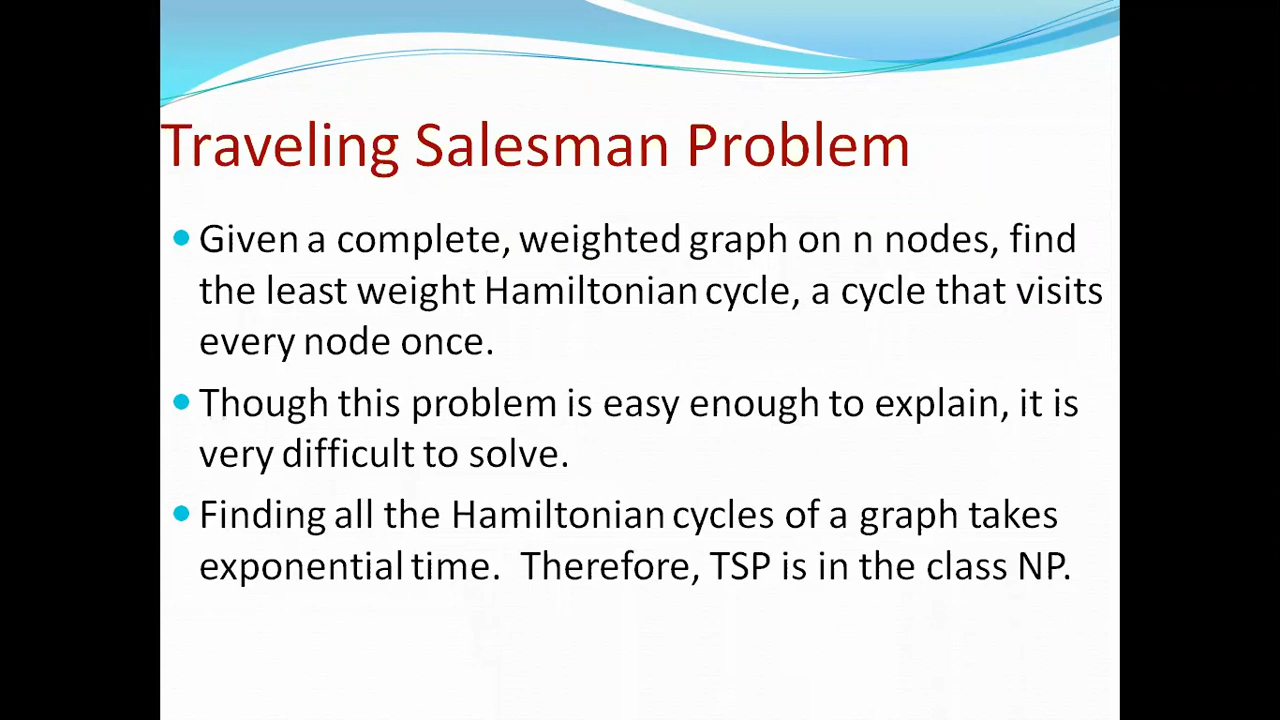 Traveling Salesman Problem
• Given a complete, weighted graph on n nodes, find
the least weight Hamiltonian cycle, a cycle that visits
every node once.
• Though this problem is easy enough to explain, it is
very difficult to solve.
• Finding all the Hamiltonian cycles of a graph takes
exponential time.  Therefore, TSP is in the class NP.